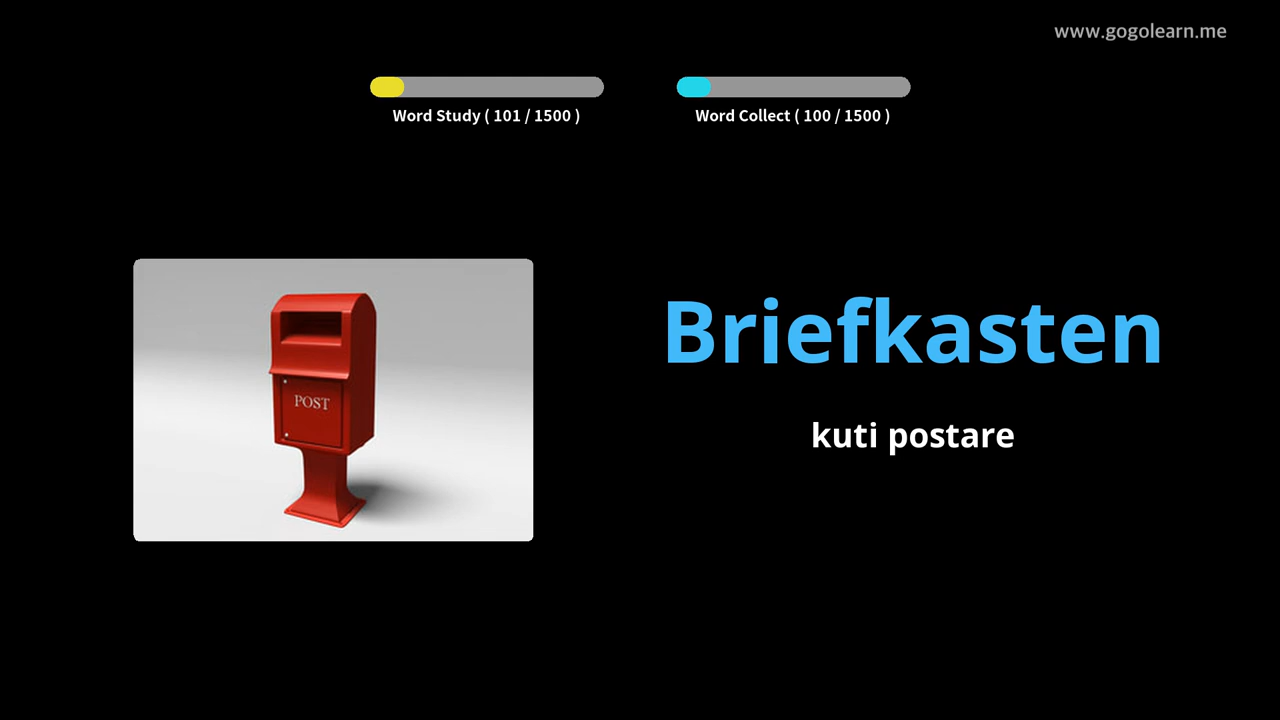 www.gogolearn.me
Word Study ( 101 / 1500 )
Word Collect ( 100 / 1500 )
POST
Briefkasten
kuti postare